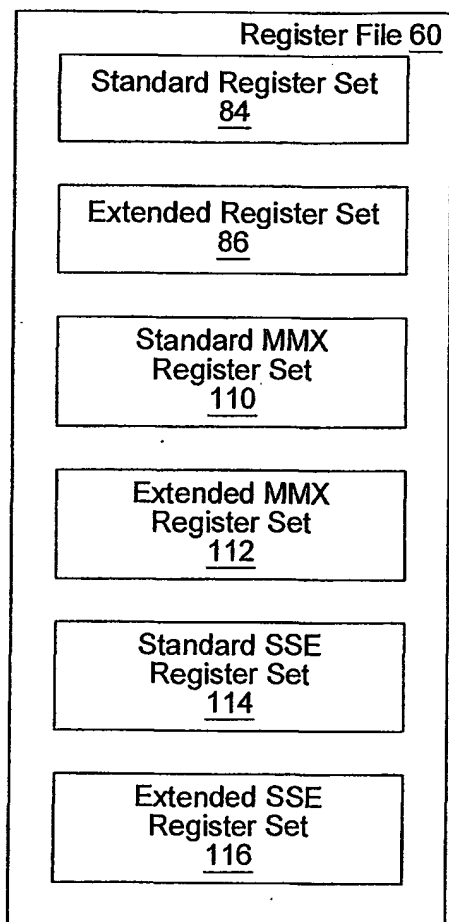 Register File 60
Standard Register Set
84
Extended Register Set
86
Standard MMX
Register Set
110
Extended MMX
Register Set
112
Standard SSE
Register Set
114
Extended SSE
Register Set
116